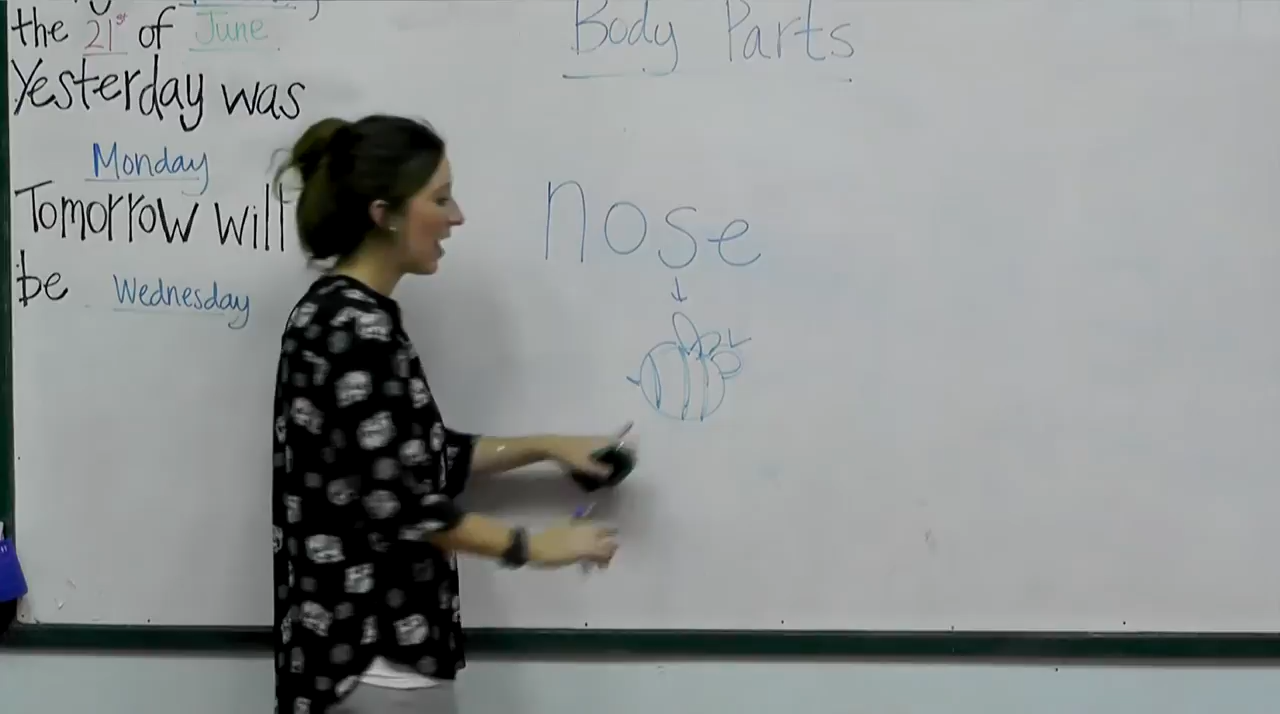 the 21st of June
Yesterday was
Monday
Tomorrow will
be Wednesday
Body Parts
nose